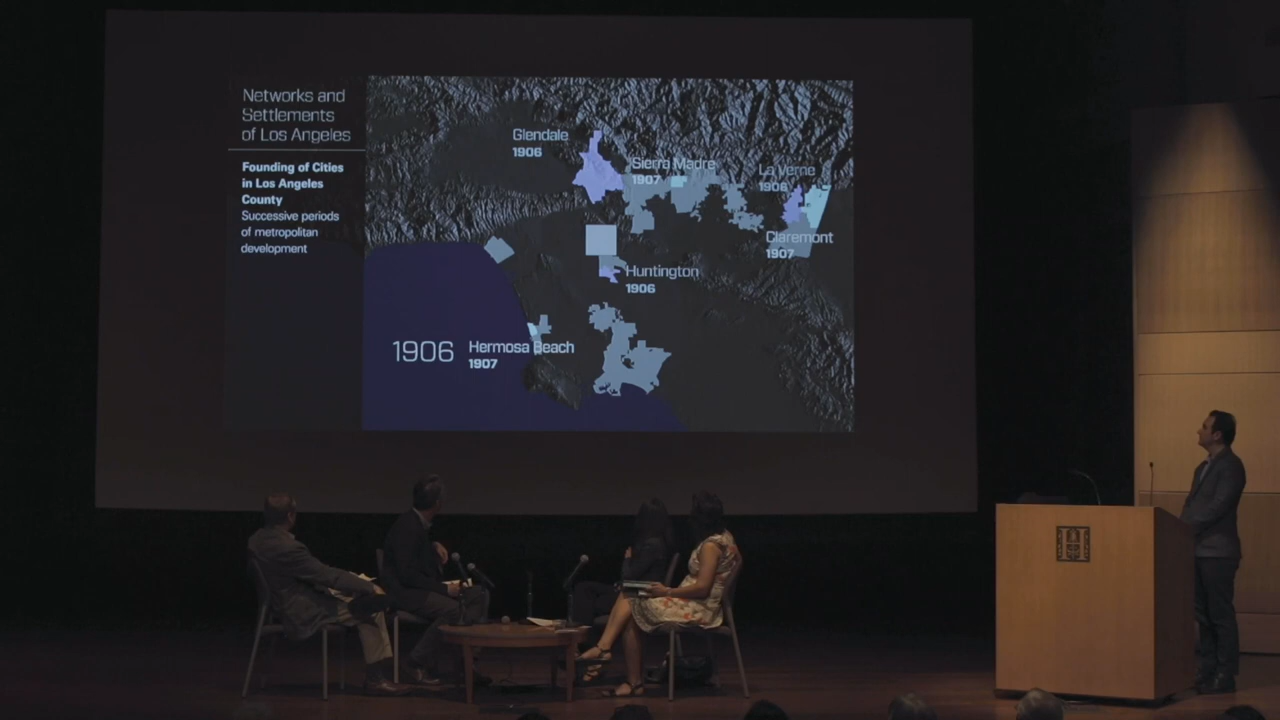 Networks and
Settlements
of Los Angeles
Founding of Cities
in Los Angeles
County
Successive periods
of metropolitan
development
Glendale
1906
Sierra Madre
1907
La Verne
1906
Claremont
1907
Huntington
1906
1906
Hermosa Beach
1907